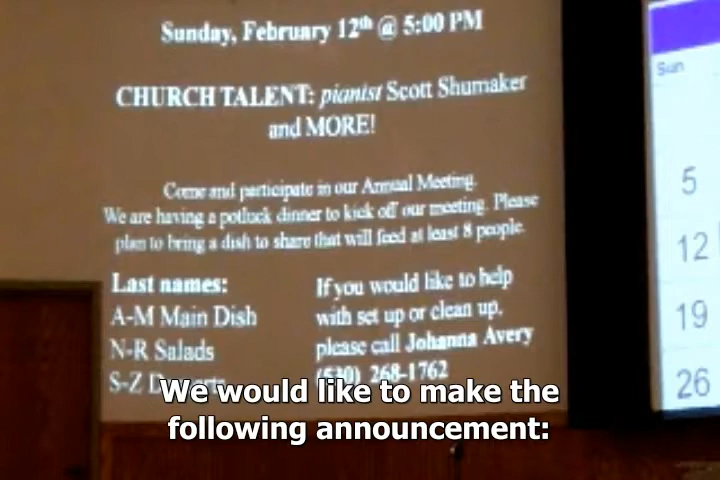 Sunday, February 12th @ 5:00 PM
CHURCH TALENT: pianist Scott Shumaker
and MORE!
Come and participate in our Annual Meeting.
We are having a potluck dinner to kick off our meeting. Please
plan to bring a dish to share that will feed at least 8 people.
Last names:
A-M Main Dish
N-R Salads
S-Z
If you would like to help
with set up or clean up,
please call Johanna Avery
(530) 268-1762
Sun
5
12
19
26
We would like to make the
following announcement: